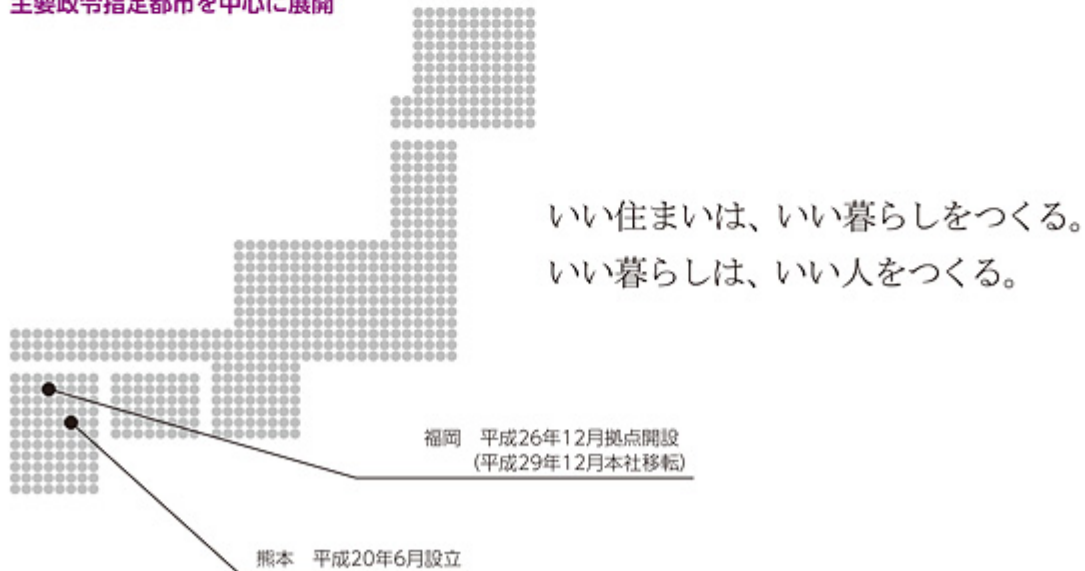 主要政令指定都市を中心に展開
いい住まいは、いい暮らしをつくる。
いい暮らしは、いい人をつくる。
福岡　平成26年12月拠点開設
(平成29年12月本社移転)
熊本　平成20年6月設立